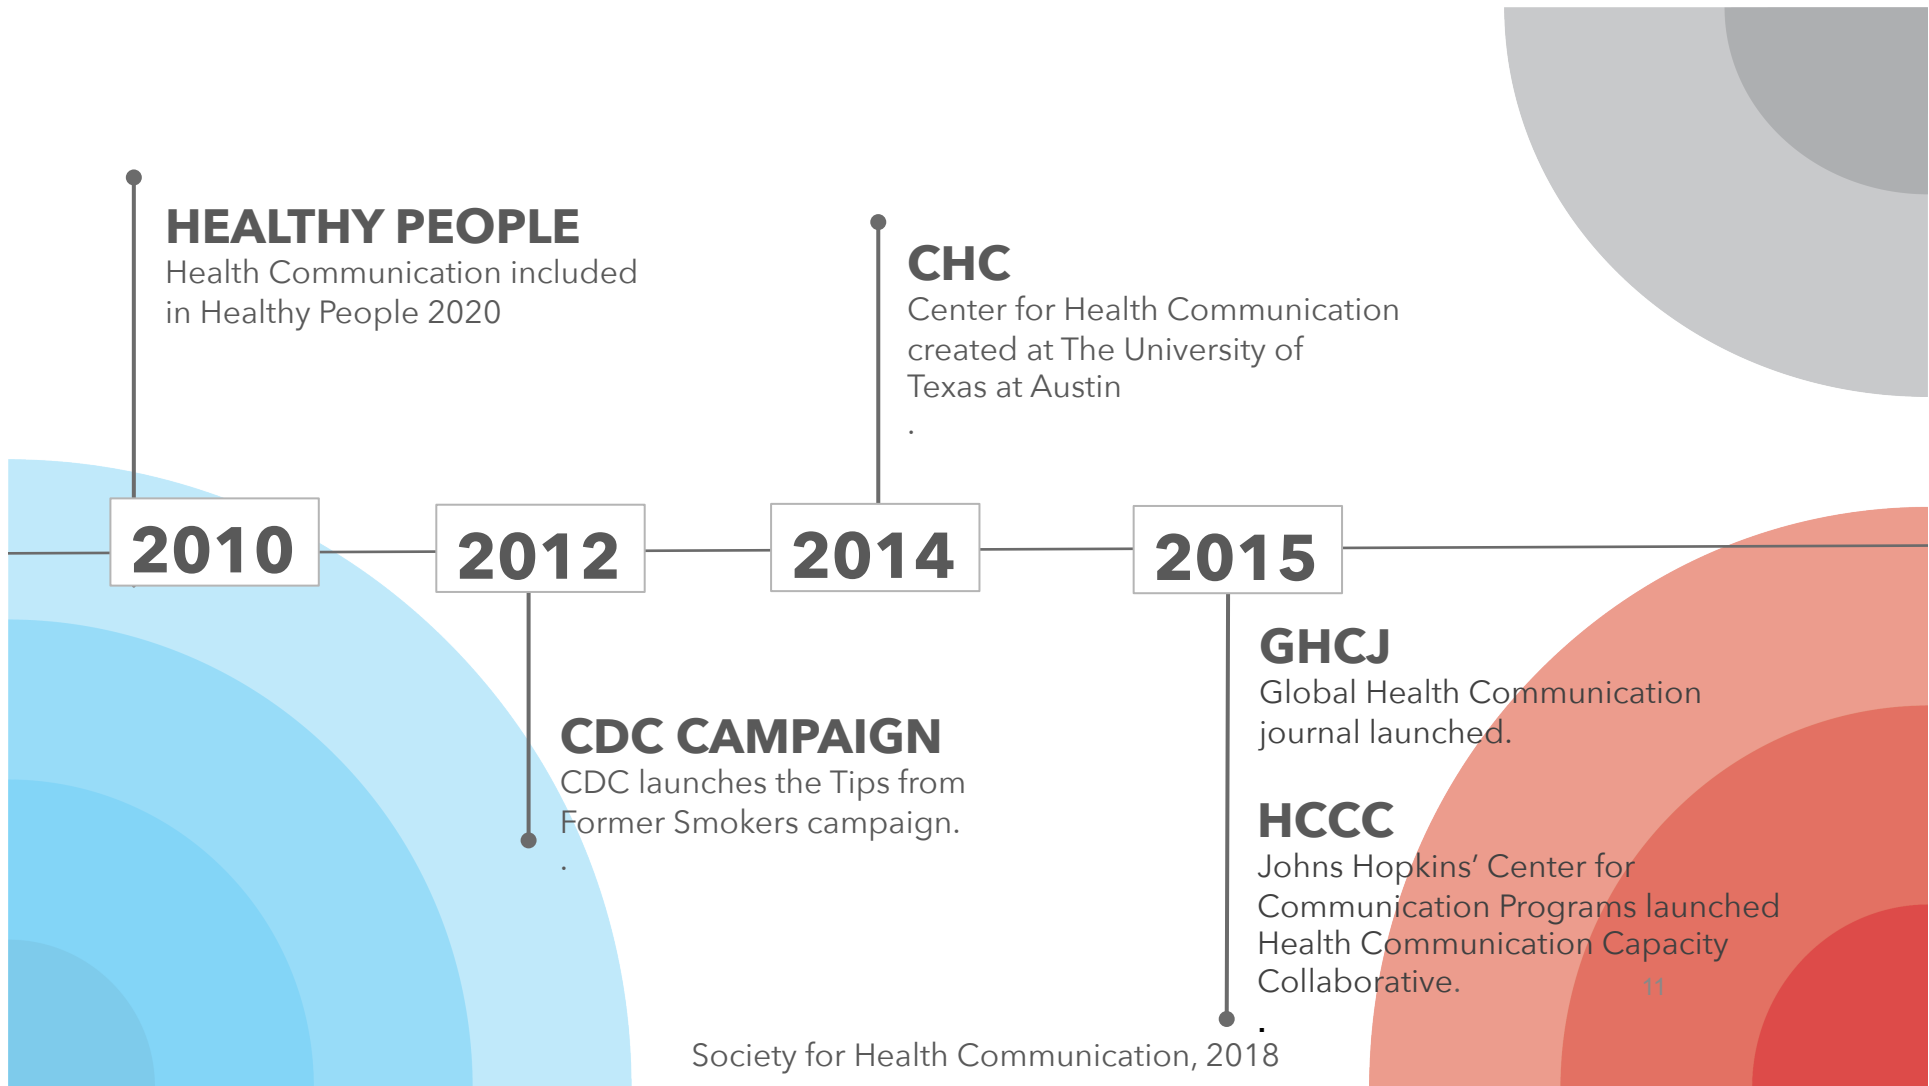 HEALTHY PEOPLE
Health Communication included
in Healthy People 2020
CHC
Center for Health Communication
created at The University of
Texas at Austin
.
2010
2012
2014
2015
CDC CAMPAIGN
CDC launches the Tips from
Former Smokers campaign.
.
GHCJ
Global Health Communication
journal launched.
HCCC
Johns Hopkins’ Center for
Communication Programs launched
Health Communication Capacity
Collaborative.
.
11
Society for Health Communication, 2018